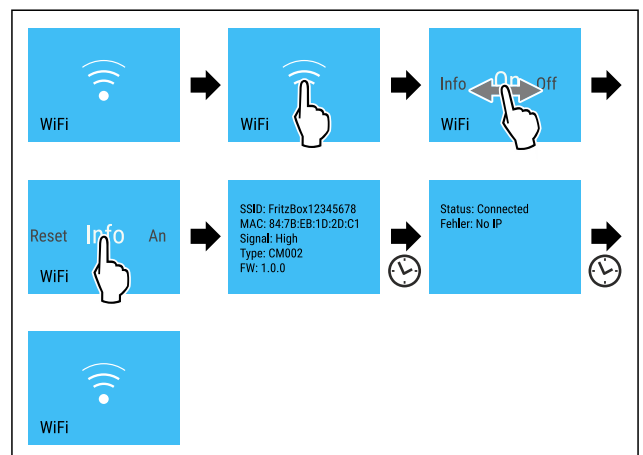 WiFi
WiFi
Info On Off
WiFi
Reset Info An
WiFi
SSID: FritzBox12345678
MAC: 84:7B:EB:1D:2D:C1
Signal: High
Type: CM002
FW: 1.0.0
Status: Connected
Fehler: No IP
WiFi